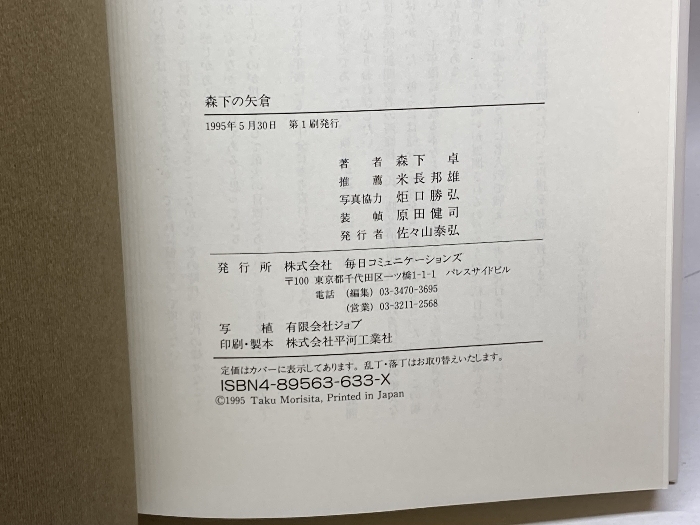 森下の矢倉
1995年5月30日　第1刷発行
著者　森下　卓
推薦　米長邦雄
写真協力　炬口勝弘
装幀　原田健司
発行者　佐々山泰弘
発行所　株式会社　毎日コミュニケーションズ
〒100　東京都千代田区一ツ橋1-1-1　パレスサイドビル
電話　(編集)　03-3470-3695
(営業)　03-3211-2568
写植　有限会社ジョブ
印刷・製本　株式会社平河工業社
定価はカバーに表示してあります。乱丁・落丁はお取り替えいたします。
ISBN4-89563-633-X
©1995 Taku Morisita, Printed in Japan